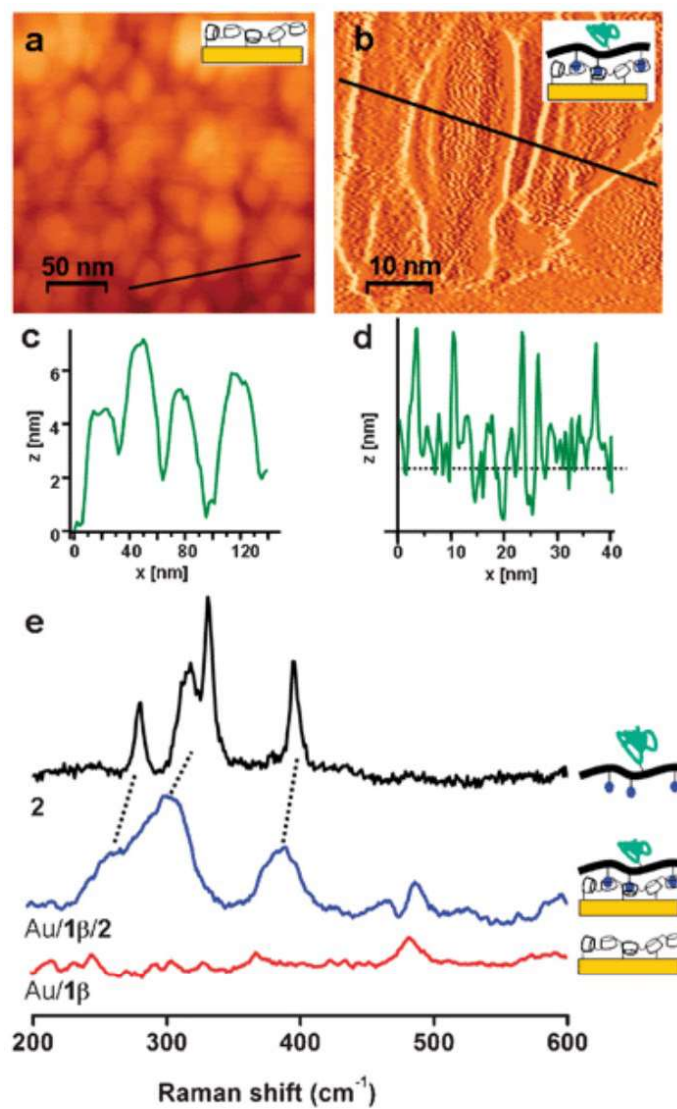 a
b
50 nm
10 nm
c
6
4
2
0
z [nm]
0 40 80 120
x [nm]
d
z
0 10 20 30 40
x [nm]
e
2
Au/1β/2
Au/1β
200 300 400 500 600
Raman shift (cm⁻¹)